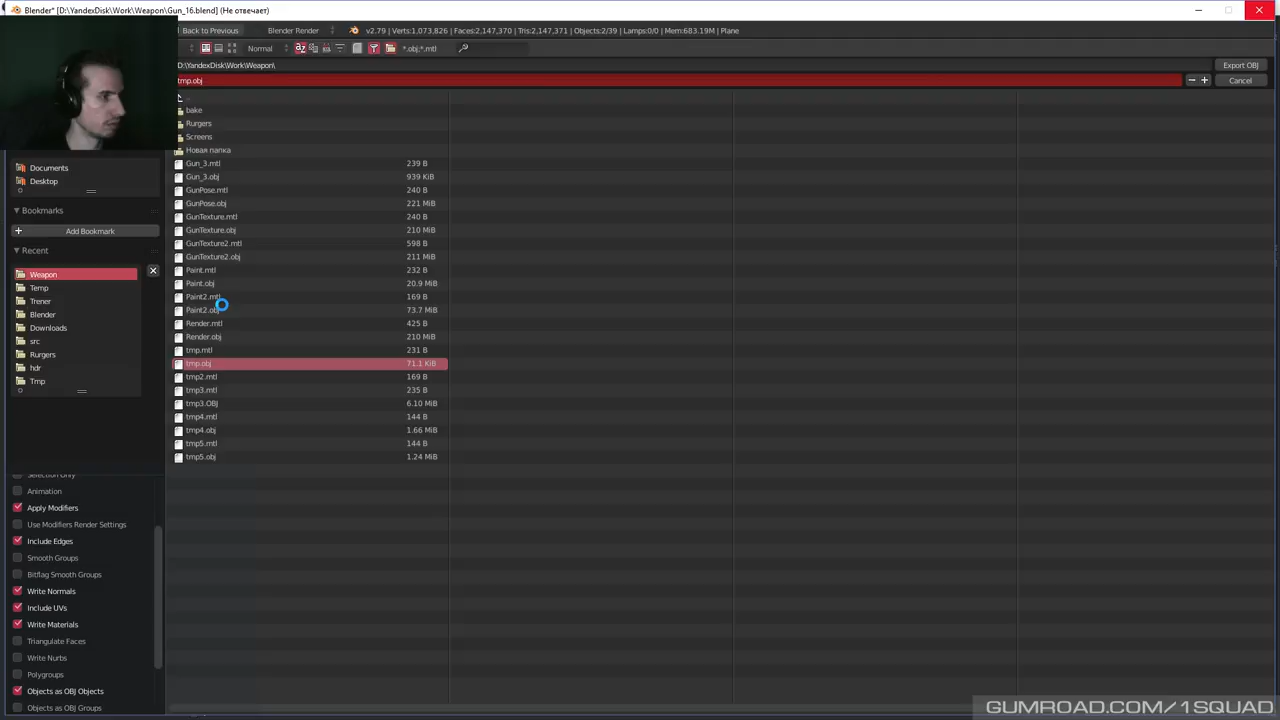 Blender* [D:\YandexDisk\Work\Weapon\Gun_16.blend] (Не отвечает)
Back to Previous Blender Render v2.79 | Verts:1,073,826 | Faces:2,147,370 | Tris:2,147,371 | Objects:2/39 | Lamps:0/0 | Mem:683.19M | Plane
Normal *.obj;*.mtl
D:\YandexDisk\Work\Weapon\ Export OBJ
tmp.obj Cancel
..
bake
Rurgers
Screens
Новая папка
Gun_3.mtl 239 B
Gun_3.obj 939 KiB
GunPose.mtl 240 B
GunPose.obj 221 MiB
GunTexture.mtl 240 B
GunTexture.obj 210 MiB
GunTexture2.mtl 598 B
GunTexture2.obj 211 MiB
Paint.mtl 232 B
Paint.obj 20.9 MiB
Paint2.mtl 169 B
Paint2.obj 73.7 MiB
Render.mtl 425 B
Render.obj 210 MiB
tmp.mtl 231 B
tmp.obj 71.1 KiB
tmp2.mtl 169 B
tmp3.mtl 235 B
tmp3.OBJ 6.10 MiB
tmp4.mtl 144 B
tmp4.obj 1.66 MiB
tmp5.mtl 144 B
tmp5.obj 1.24 MiB
Documents
Desktop
Bookmarks
Add Bookmark
Recent
Weapon
Temp
Trener
Blender
Downloads
src
Rurgers
hdr
Tmp
Selection Only
Animation
Apply Modifiers
Use Modifiers Render Settings
Include Edges
Smooth Groups
Bitflag Smooth Groups
Write Normals
Include UVs
Write Materials
Triangulate Faces
Write Nurbs
Polygroups
Objects as OBJ Objects
Objects as OBJ Groups
GUMROAD.COM/1SQUAD